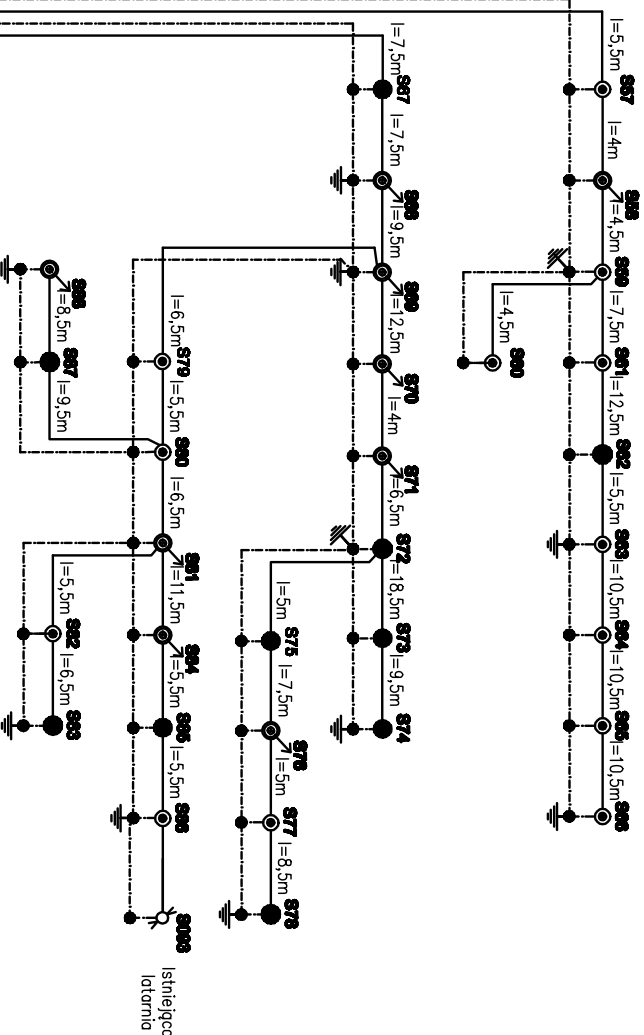 S57 S58 S59 S61 S62 S63 S64 S65 S66
l=5,5m l=4m l=4,5m l=7,5m l=12,5m l=5,5m l=10,5m l=10,5m l=10,5m
S60
l=4,5m
S67 S68 S69 S70 S71 S72 S73 S74
l=7,5m l=7,5m l=9,5m l=12,5m l=4m l=6,5m l=18,5m l=9,5m
S75 S76 S77 S78
l=5m l=7,5m l=5m l=8,5m
S79 S80 S81 S84 S85 S86
l=6,5m l=5,5m l=6,5m l=11,5m l=5,5m l=5,5m
Istniejąca
latarnia
S88 S87
l=8,5m l=9,5m
S82 S83
l=5,5m l=6,5m